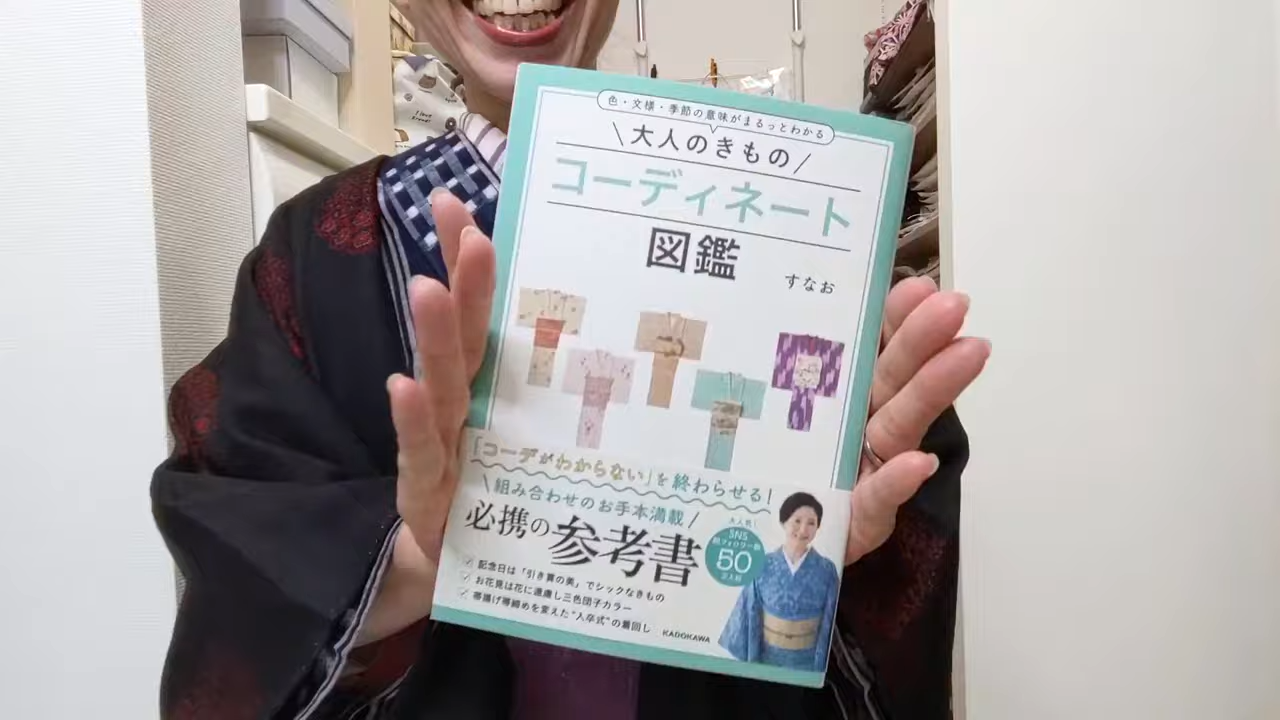 色・文様・季節の意味がまるっとわかる
\大人のきもの/
コーディネート
図鑑
すなお
「コーデがわからない」を終わらせる!
\組み合わせのお手本満載/
必携の参考書
大人気!
SNS
総フォロワー数
50
万人超
記念日は「引き算の美」でシックなきもの
お花見は花に遠慮し三色団子カラー
帯揚げ帯締めを変えた"入卒式"の着回し
KADOKAWA